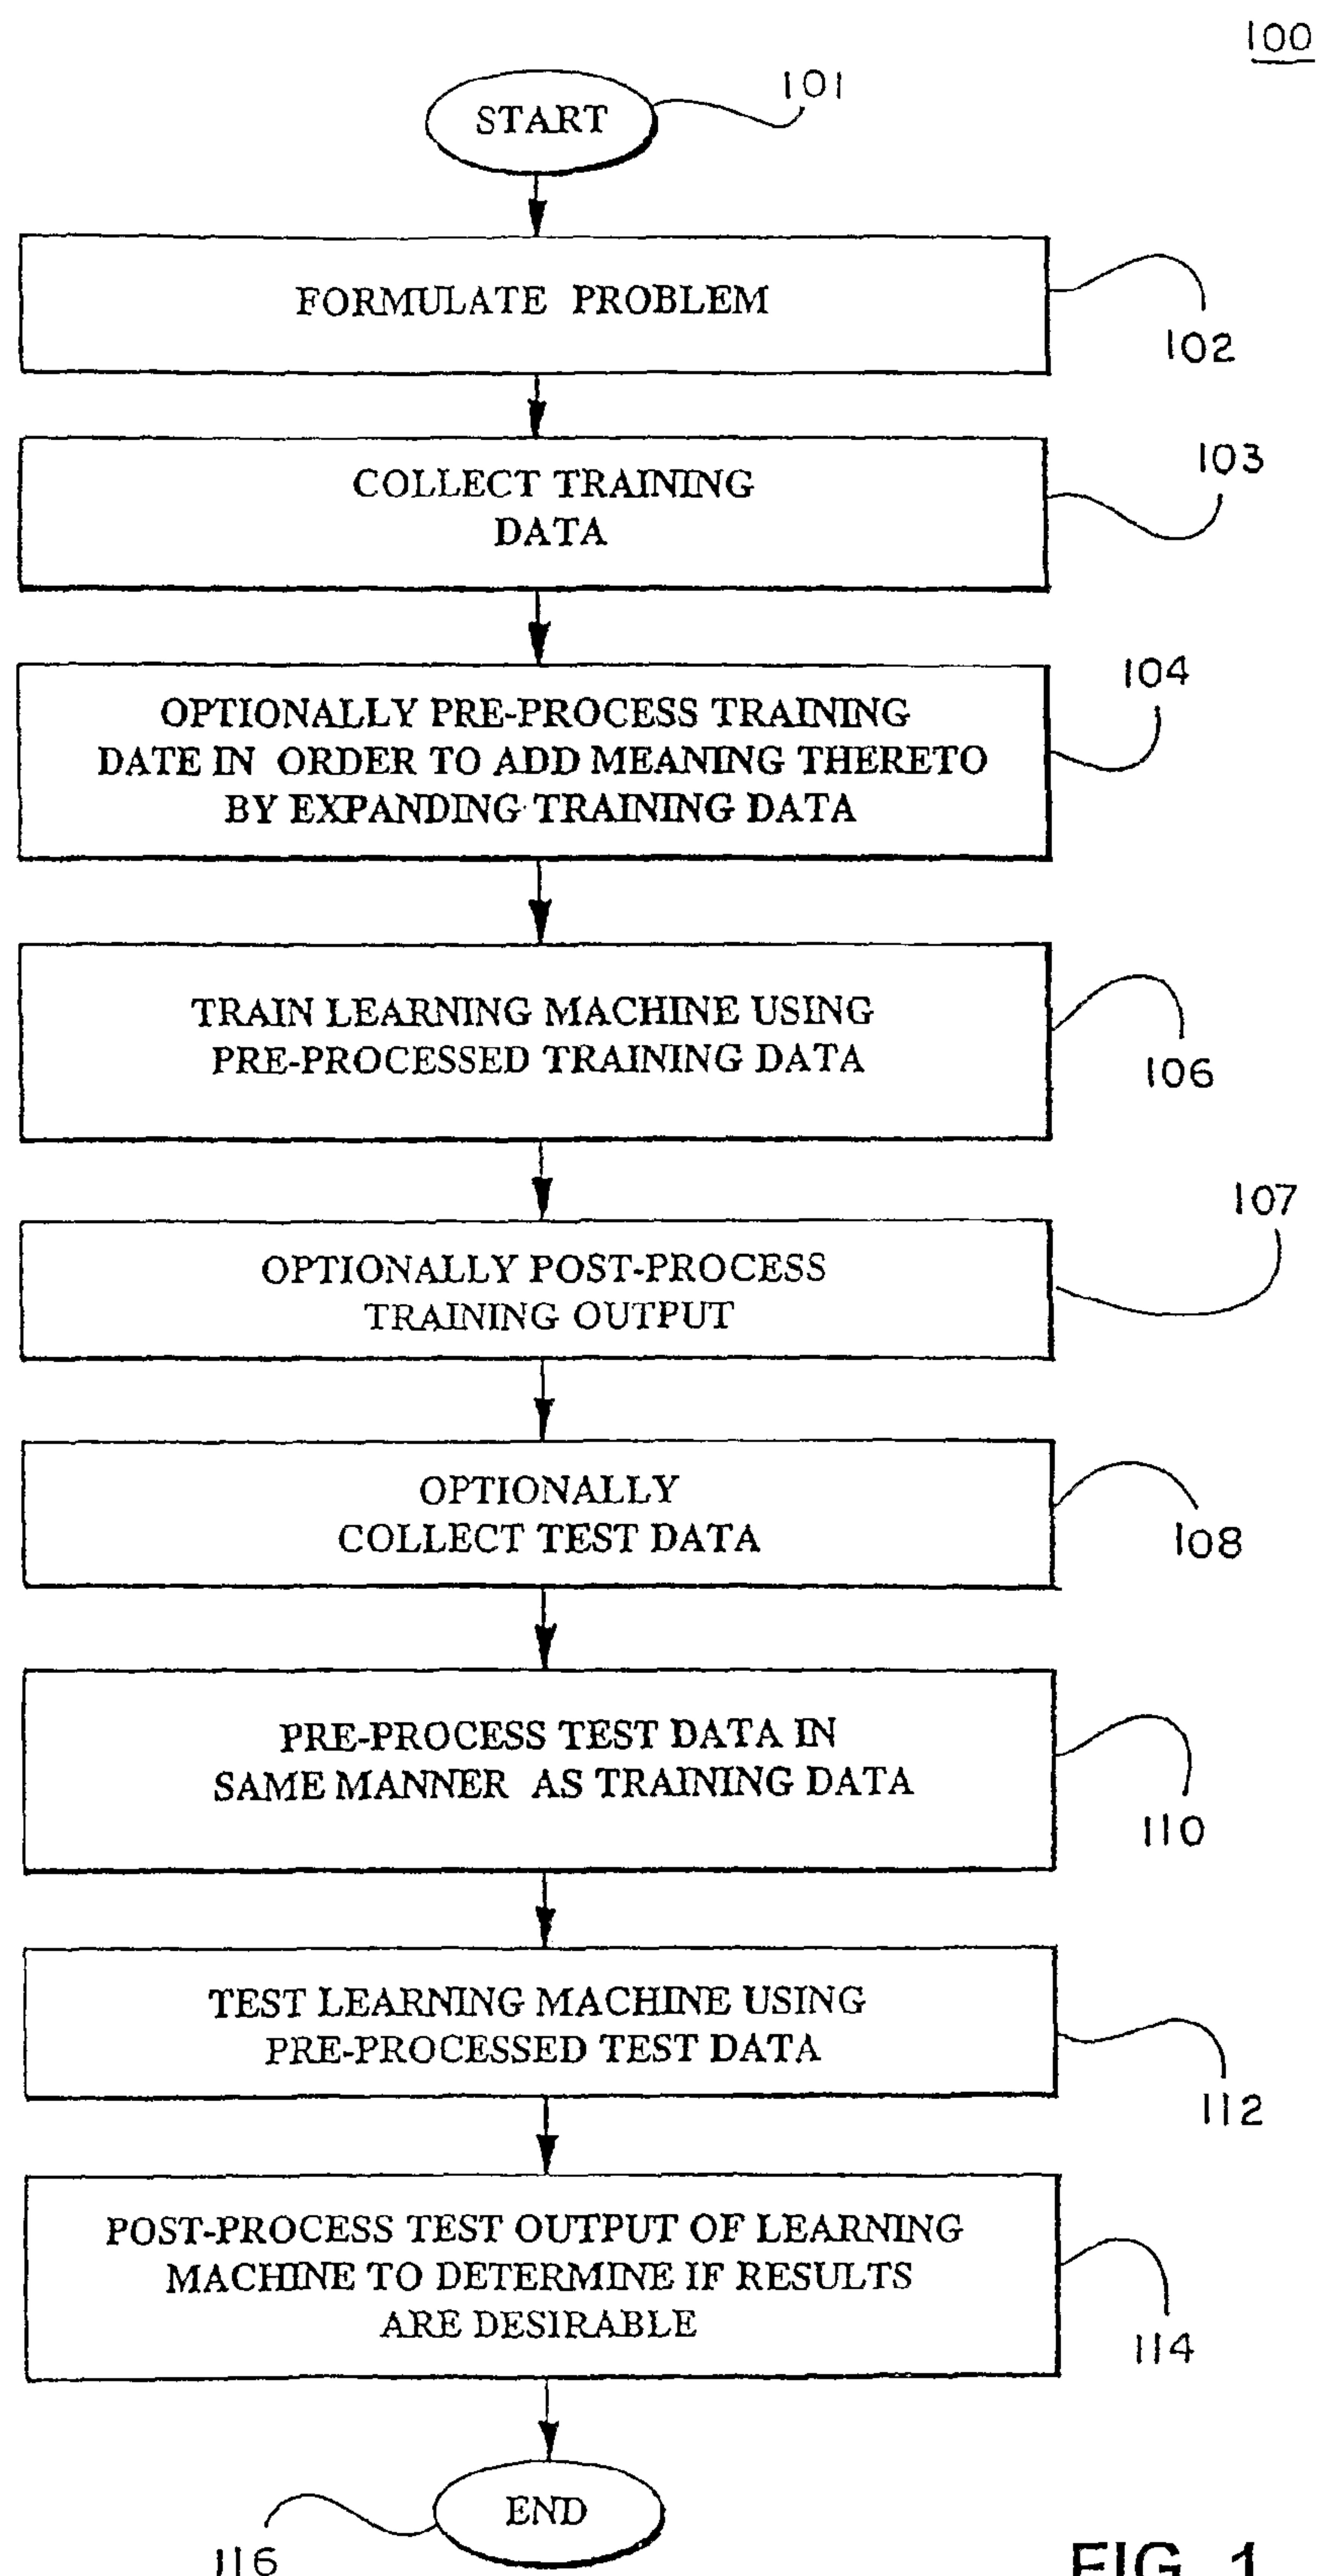 100
START
101
FORMULATE PROBLEM
102
COLLECT TRAINING
DATA
103
OPTIONALLY PRE-PROCESS TRAINING
DATE IN ORDER TO ADD MEANING THERETO
BY EXPANDING TRAINING DATA
104
TRAIN LEARNING MACHINE USING
PRE-PROCESSED TRAINING DATA
106
OPTIONALLY POST-PROCESS
TRAINING OUTPUT
107
OPTIONALLY
COLLECT TEST DATA
108
PRE-PROCESS TEST DATA IN
SAME MANNER AS TRAINING DATA
110
TEST LEARNING MACHINE USING
PRE-PROCESSED TEST DATA
112
POST-PROCESS TEST OUTPUT OF LEARNING
MACHINE TO DETERMINE IF RESULTS
ARE DESIRABLE
114
END
116
FIG. 1